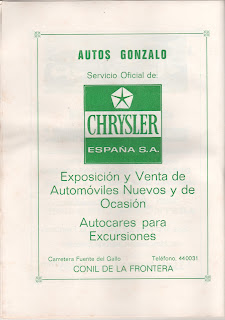 AUTOS GONZALO
Servicio Oficial de:
CHRYSLER
ESPAÑA S.A.
Exposición y Venta de
Automóviles Nuevos y de
Ocasión
Autocares para
Excursiones
Carretera Fuente del Gallo Teléfono, 440031
CONIL DE LA FRONTERA